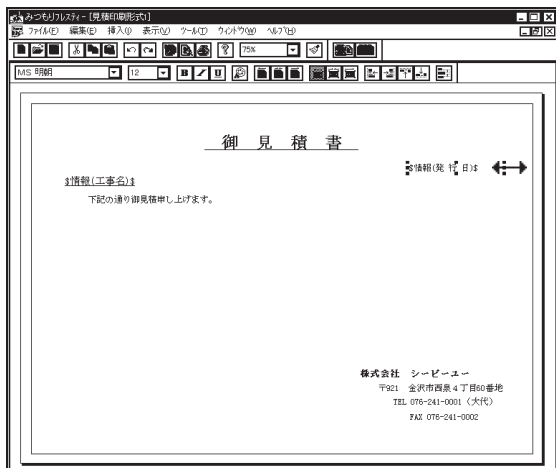 みつもりフレスティ - [見積印刷形式1]
ファイル(F) 編集(E) 挿入(I) 表示(V) ツール(T) ウィンドウ(W) ヘルプ(H)
75%
MS 明朝 12 B I U
御 見 積 書
$情報(発 行 日)$
$情報(工事名)$
下記の通り御見積申し上げます。
株式会社 シーピーユー
〒921 金沢市西泉4丁目60番地
TEL 076-241-0001 (大代)
FAX 076-241-0002